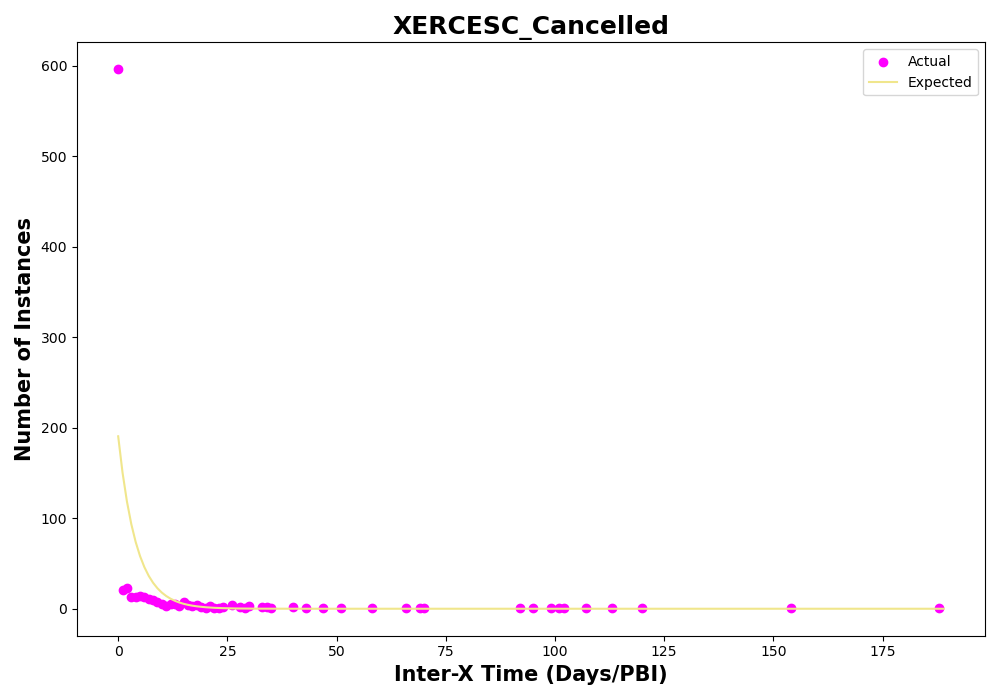 XERCESC_Cancelled
Actual
Expected
600
500
400
300
200
100
0
Number of Instances
0 25 50 75 100 125 150 175
Inter-X Time (Days/PBI)